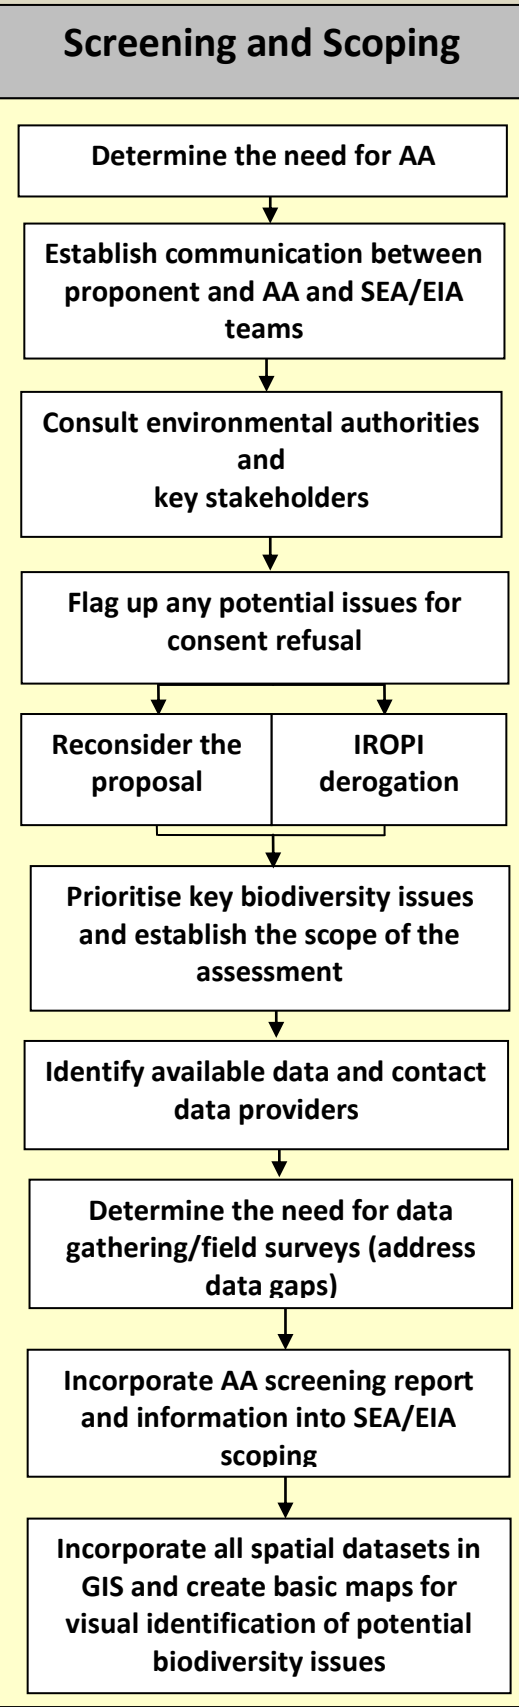 Screening and Scoping
Determine the need for AA
Establish communication between
proponent and AA and SEA/EIA
teams
Consult environmental authorities
and
key stakeholders
Flag up any potential issues for
consent refusal
Reconsider the
proposal
IROPI
derogation
Prioritise key biodiversity issues
and establish the scope of the
assessment
Identify available data and contact
data providers
Determine the need for data
gathering/field surveys (address
data gaps)
Incorporate AA screening report
and information into SEA/EIA
scoping
Incorporate all spatial datasets in
GIS and create basic maps for
visual identification of potential
biodiversity issues